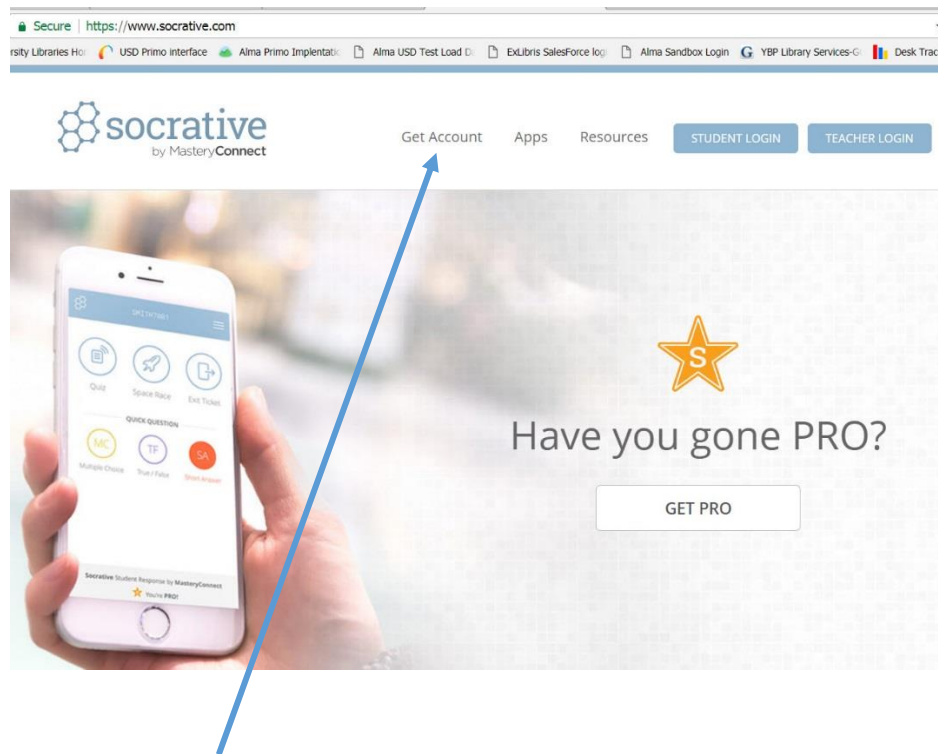 Secure | https://www.socrative.com
rsity Libraries Ho USD Primo interface Alma Primo Implentatic Alma USD Test Load D ExLibris SalesForce log Alma Sandbox Login YBP Library Services-G Desk Trac
socrative
by MasteryConnect
Get Account Apps Resources STUDENT LOGIN TEACHER LOGIN
SMITH7981
Quiz Space Race Exit Ticket
QUICK QUESTION
MC TF SA
Multiple Choice True / False Short Answer
Socrative Student Response by MasteryConnect
You're PRO!
S
Have you gone PRO?
GET PRO